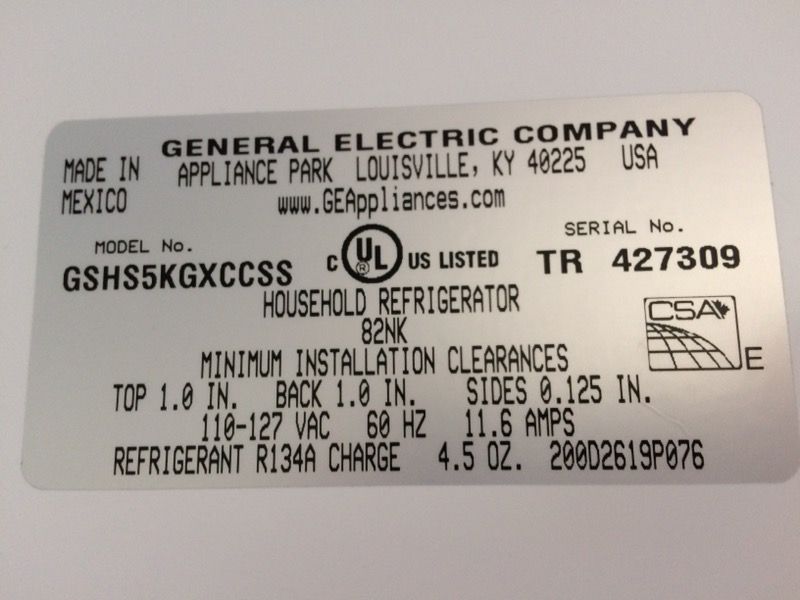 GENERAL ELECTRIC COMPANY
MADE IN APPLIANCE PARK LOUISVILLE, KY 40225 USA
MEXICO www.GEAppliances.com
MODEL No. SERIAL No.
GSHS5KGXCCSS C UL ® US LISTED TR 427309
HOUSEHOLD REFRIGERATOR
82NK
CSA
E
MINIMUM INSTALLATION CLEARANCES
TOP 1.0 IN. BACK 1.0 IN. SIDES 0.125 IN.
110-127 VAC 60 HZ 11.6 AMPS
REFRIGERANT R134A CHARGE 4.5 OZ. 200D2619P076